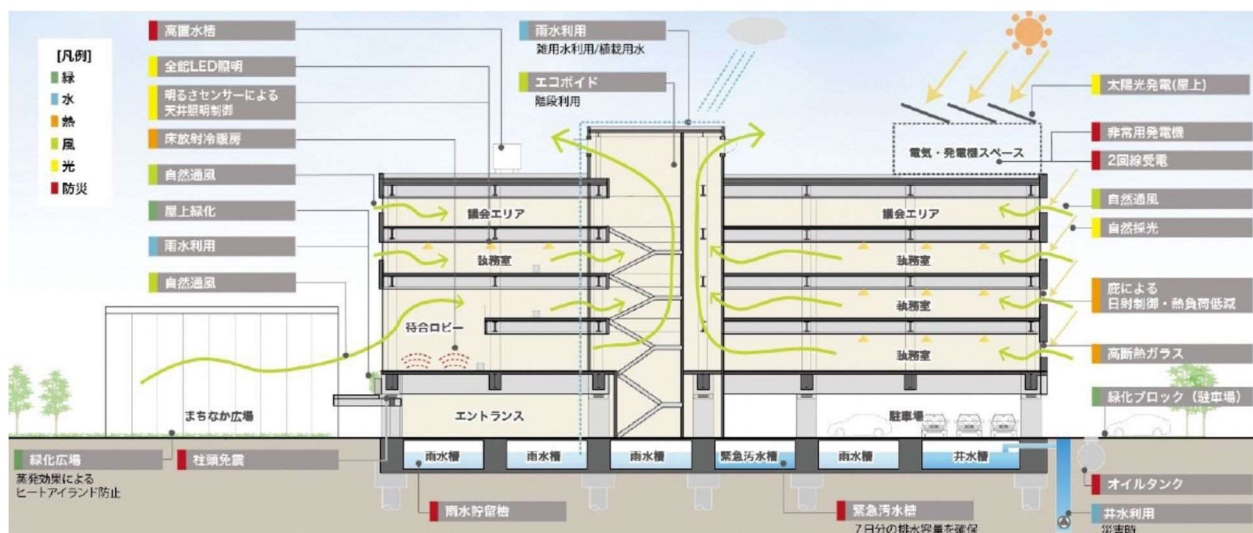 [凡例]
緑
水
熱
風
光
防災
高置水槽
全館LED照明
明るさセンサーによる
天井照明制御
床放射冷暖房
自然通風
屋上緑化
雨水利用
自然通風
雨水利用
雑用水利用/植栽用水
エコボイド
階段利用
太陽光発電(屋上)
非常用発電機
2回線受電
自然通風
自然採光
庇による
日射制御・熱負荷低減
高断熱ガラス
緑化ブロック（駐車場）
電気・発電機スペース
議会エリア
議会エリア
執務室
執務室
執務室
待合ロビー
執務室
まちなか広場
エントランス
駐車場
雨水槽
雨水槽
雨水槽
緊急汚水槽
雨水槽
井水槽
緑化広場
蒸発効果による
ヒートアイランド防止
柱頭免震
雨水貯留槽
緊急汚水槽
7日分の排水容量を確保
オイルタンク
井水利用
災害時